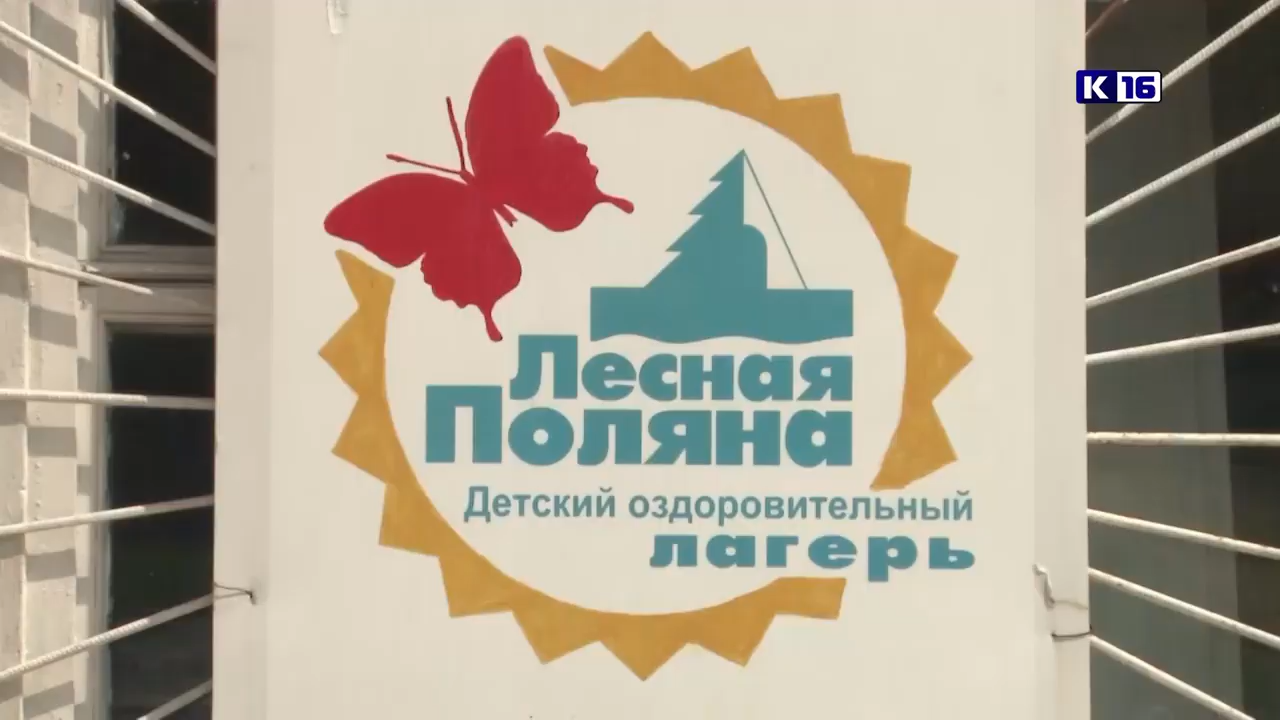 К 16
Лесная
Поляна
Детский оздоровительный
лагерь